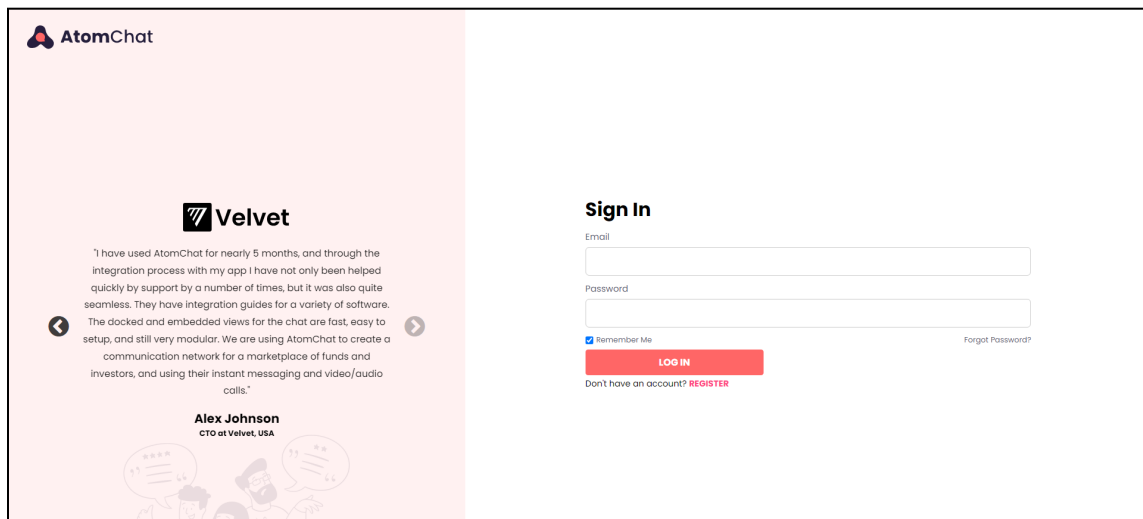 AtomChat
Velvet
"I have used AtomChat for nearly 5 months, and through the
integration process with my app I have not only been helped
quickly by support by a number of times, but it was also quite
seamless. They have integration guides for a variety of software.
The docked and embedded views for the chat are fast, easy to
setup, and still very modular. We are using AtomChat to create a
communication network for a marketplace of funds and
investors, and using their instant messaging and video/audio
calls."
Alex Johnson
CTO at Velvet, USA
Sign In
Email
Password
Remember Me
Forgot Password?
LOG IN
Don't have an account? REGISTER